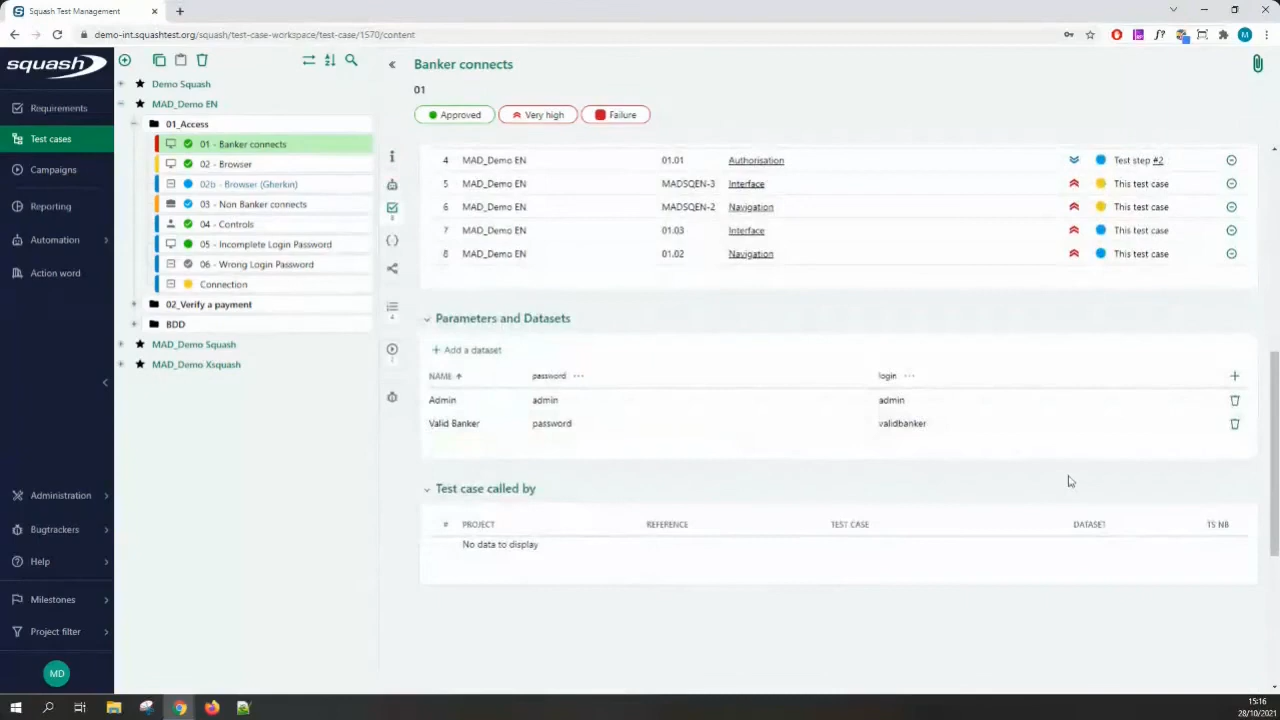 Squash Test Management
demo-int.squashtest.org/squash/test-case-workspace/test-case/1570/content
M
squash
Requirements
Test cases
Campaigns
Reporting
Automation
Action word
Administration
Bugtrackers
Help
Milestones
Project filter
MD
Demo Squash
MAD_Demo EN
01_Access
01 - Banker connects
02 - Browser
02b - Browser (Gherkin)
03 - Non Banker connects
04 - Controls
05 - Incomplete Login Password
06 - Wrong Login Password
Connection
02_Verify a payment
BDD
MAD_Demo Squash
MAD_Demo Xsquash
Banker connects
01
Approved Very high Failure
4 MAD_Demo EN 01.01 Authorisation Test step #2
5 MAD_Demo EN MADSQEN-3 Interface This test case
6 MAD_Demo EN MADSQEN-2 Navigation This test case
7 MAD_Demo EN 01.03 Interface This test case
8 MAD_Demo EN 01.02 Navigation This test case
Parameters and Datasets
+ Add a dataset
NAME password ... login ...
Admin admin admin
Valid Banker password validbanker
Test case called by
# PROJECT REFERENCE TEST CASE DATASET TS NB
No data to display
15:16
28/10/2021